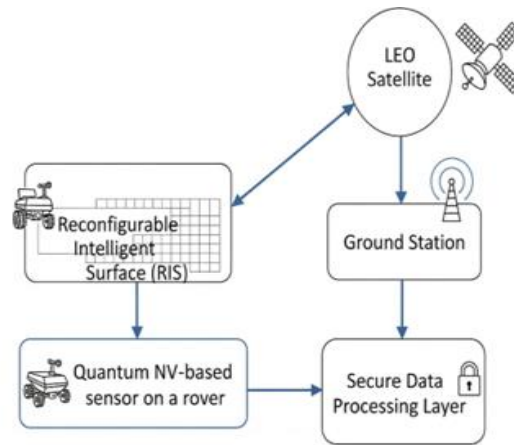 LEO
Satellite
Reconfigurable
Intelligent
Surface (RIS)
Ground Station
Quantum NV-based
sensor on a rover
Secure Data
Processing Layer